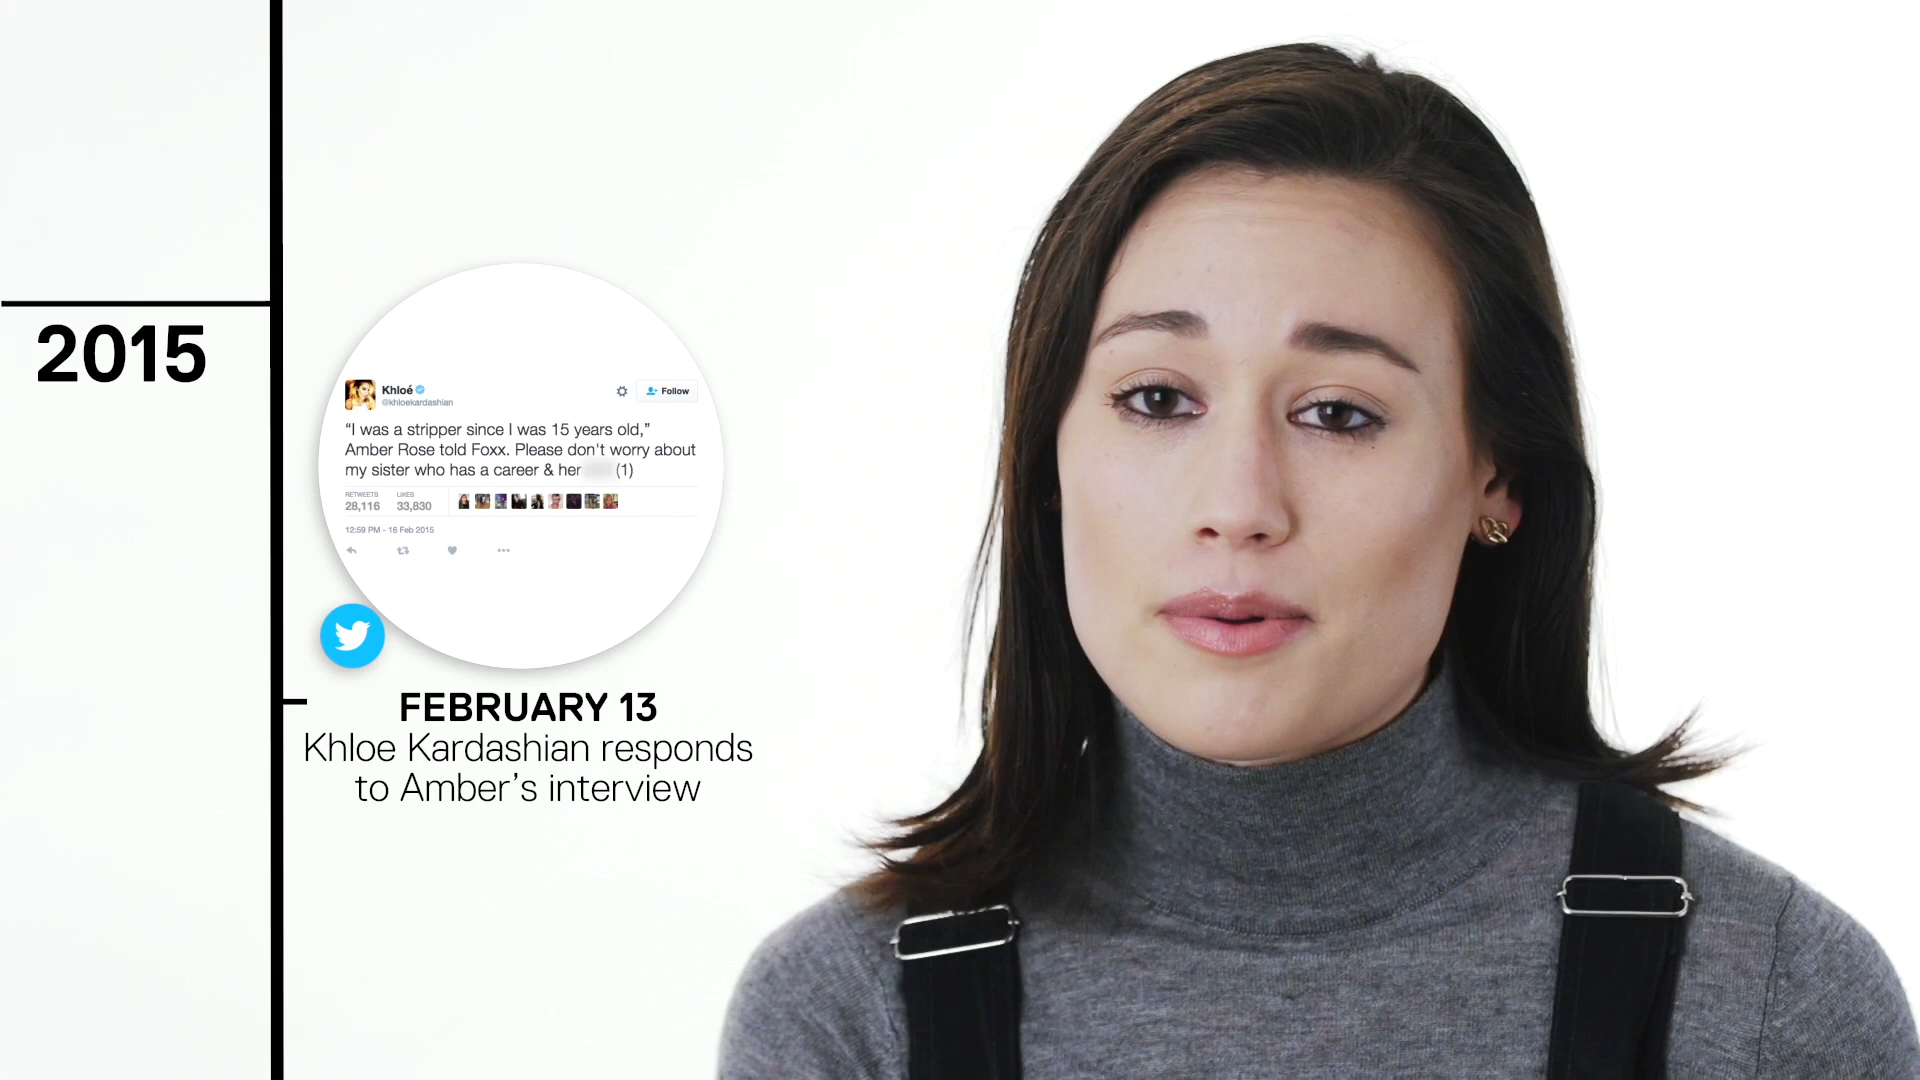 2015
Khloé
@khloekardashian
Follow
“I was a stripper since I was 15 years old,”
Amber Rose told Foxx. Please don't worry about
my sister who has a career & her (1)
RETWEETS LIKES
28,116 33,830
12:59 PM - 16 Feb 2015
FEBRUARY 13
Khloe Kardashian responds
to Amber’s interview